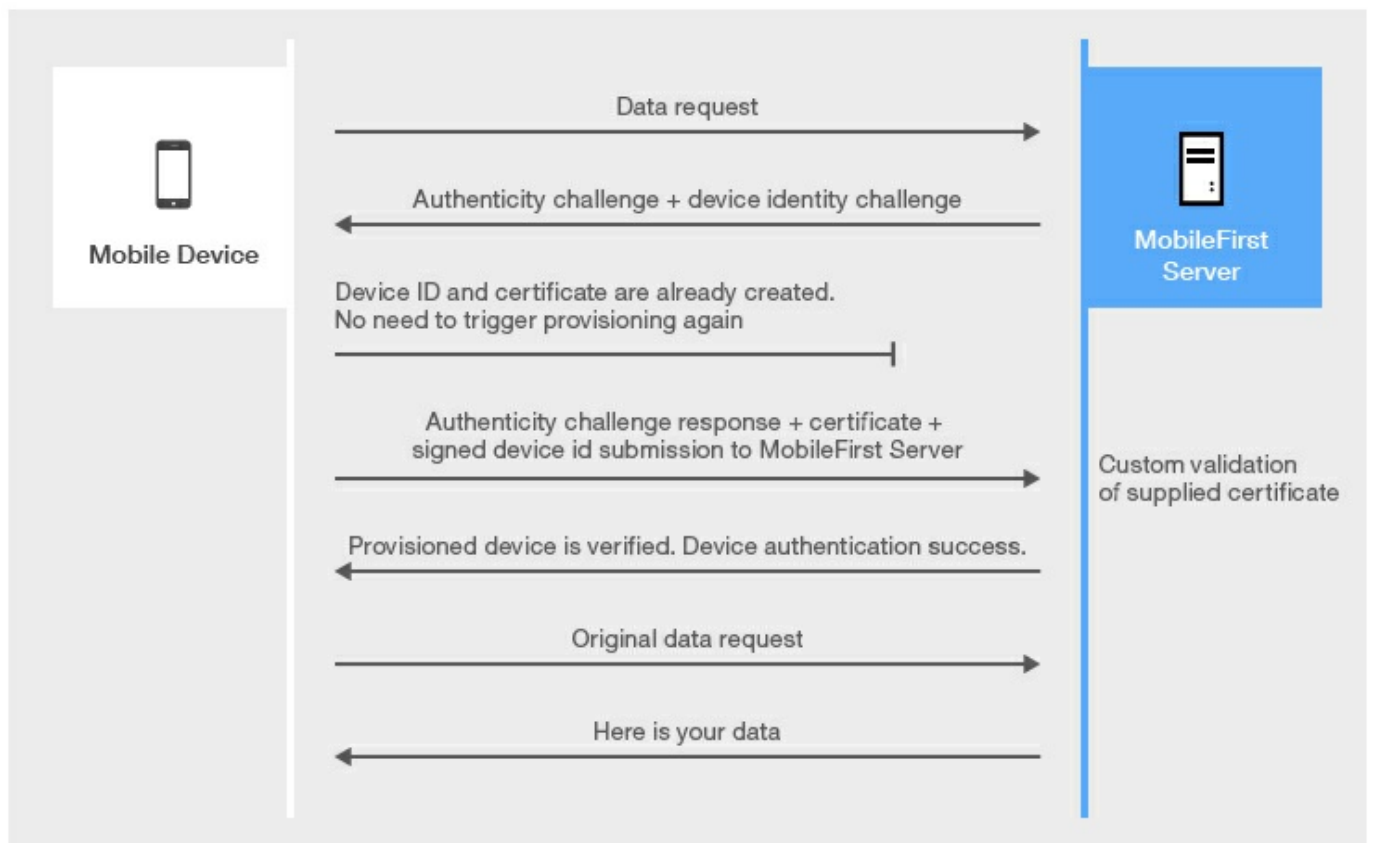 Data request
Authenticity challenge + device identity challenge
Mobile Device
MobileFirst
Server
Device ID and certificate are already created.
No need to trigger provisioning again
Authenticity challenge response + certificate +
signed device id submission to MobileFirst Server
Custom validation
of supplied certificate
Provisioned device is verified. Device authentication success.
Original data request
Here is your data